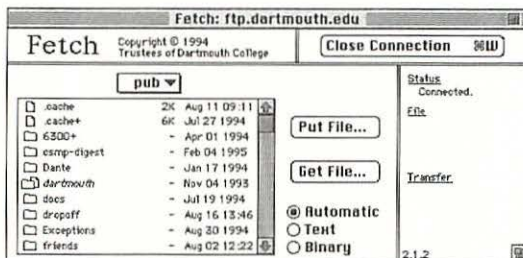 Fetch: ftp.dartmouth.edu
Fetch
Copyright © 1994
Trustees of Dartmouth College
Close Connection ⌘W
pub
.cache 2K Aug 11 09:11
.cache+ 6K Jul 27 1994
6300+ - Apr 01 1994
csmp-digest - Feb 04 1995
Dante - Jan 17 1994
dartmouth - Nov 04 1993
docs - Jul 19 1994
dropoff - Aug 16 13:46
Exceptions - Aug 30 1994
friends - Aug 02 12:22
Put File...
Get File...
Automatic
Text
Binary
Status
Connected.
File
Transfer
2.1.2